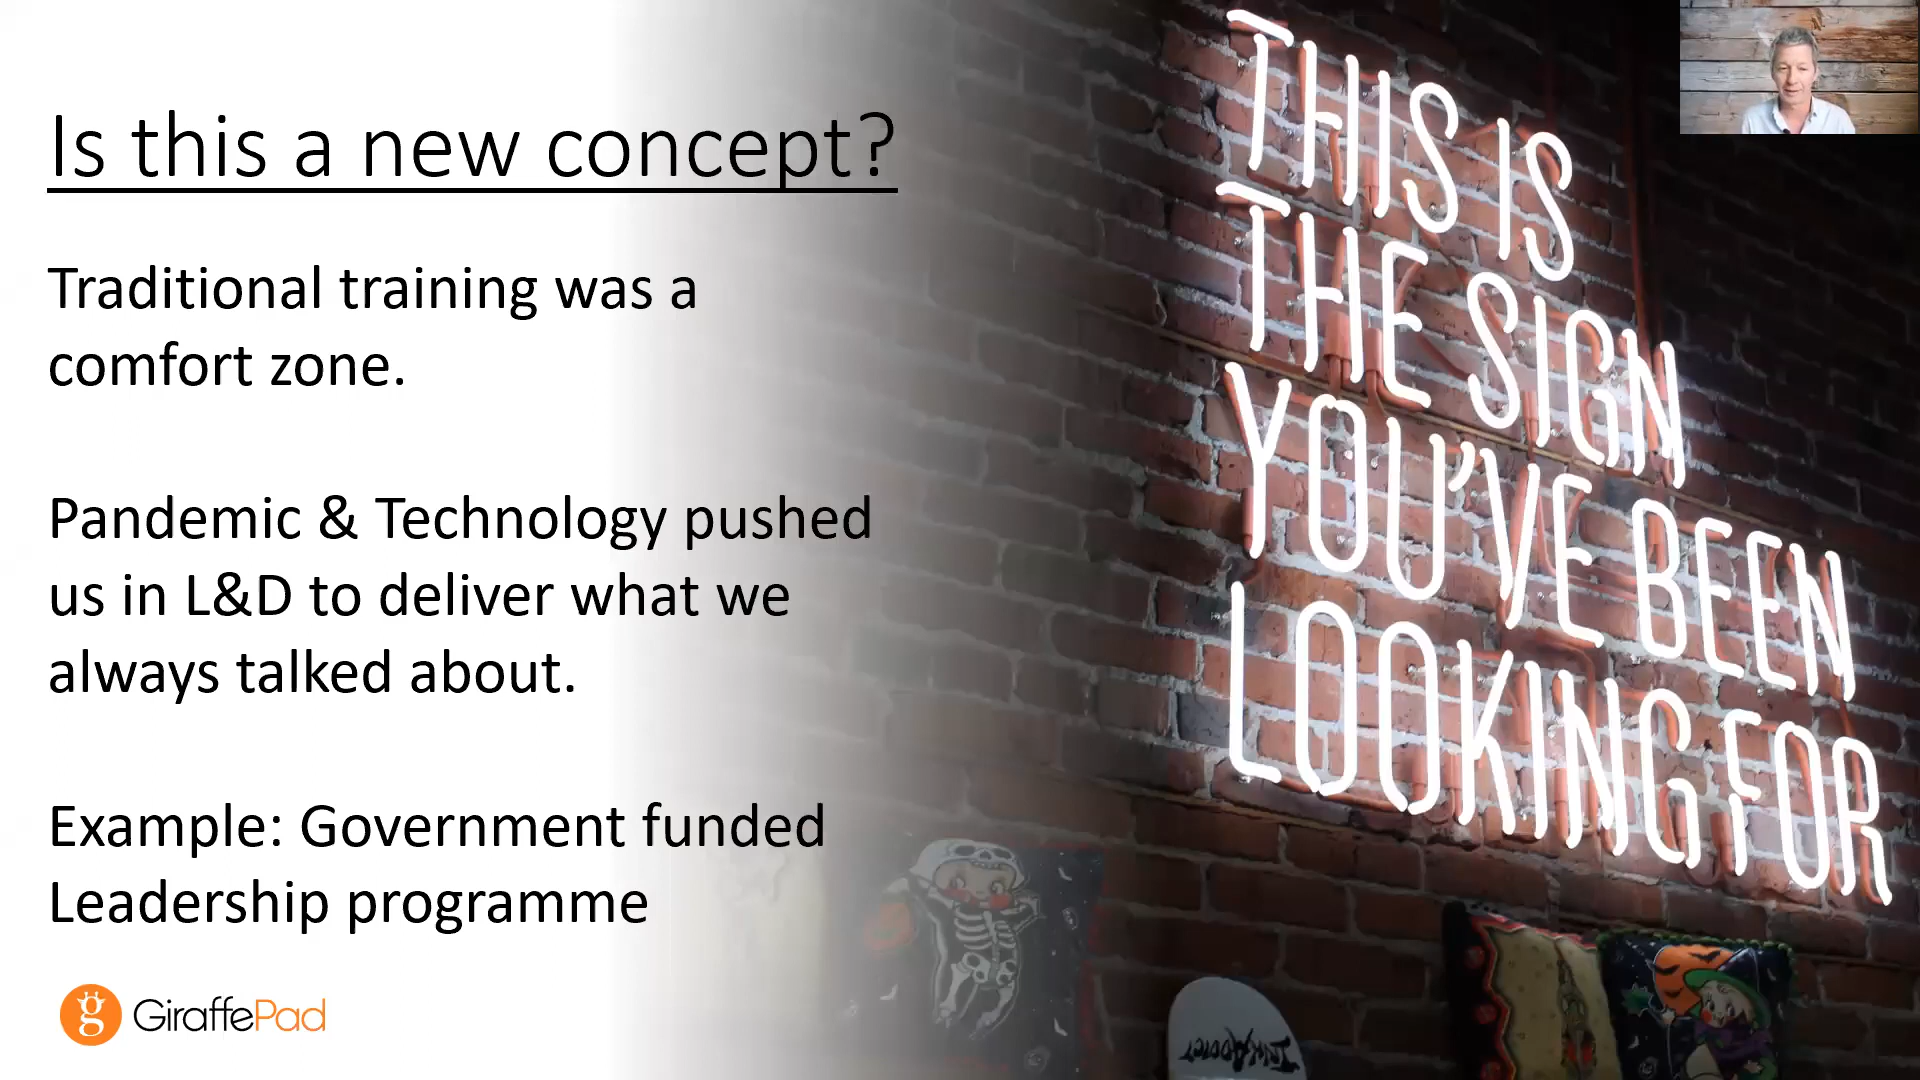 Is this a new concept?
Traditional training was a
comfort zone.
Pandemic & Technology pushed
us in L&D to deliver what we
always talked about.
Example: Government funded
Leadership programme
g GiraffePad
THIS IS
THE SIGN
YOU'VE BEEN
LOOKING FOR